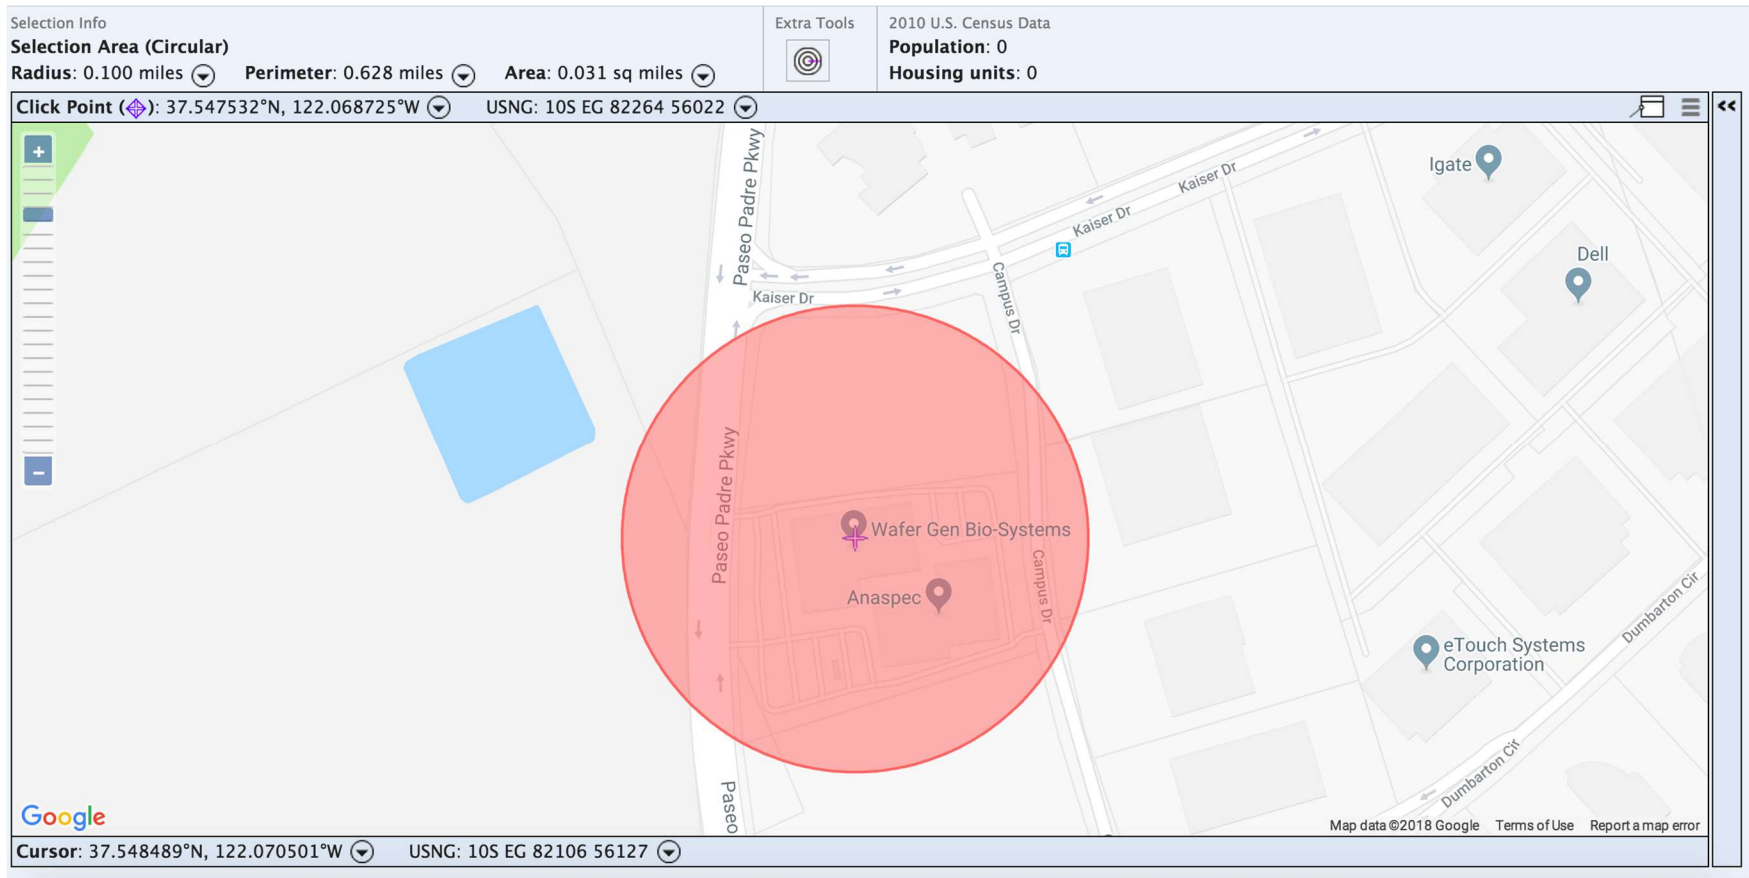 Selection Info
Selection Area (Circular)
Radius: 0.100 miles Perimeter: 0.628 miles Area: 0.031 sq miles
Extra Tools
2010 U.S. Census Data
Population: 0
Housing units: 0
Click Point ( ): 37.547532°N, 122.068725°W USNG: 10S EG 82264 56022
<<
+
Paseo Padre Pkwy
Kaiser Dr
Kaiser Dr
Igate
Dell
Kaiser Dr
Campus Dr
Paseo Padre Pkwy
−
Wafer Gen Bio-Systems
Anaspec
Campus Dr
Dumbarton Cir
eTouch Systems
Corporation
Dumbarton Cir
Paseo
Google
Map data ©2018 Google Terms of Use Report a map error
Cursor: 37.548489°N, 122.070501°W USNG: 10S EG 82106 56127